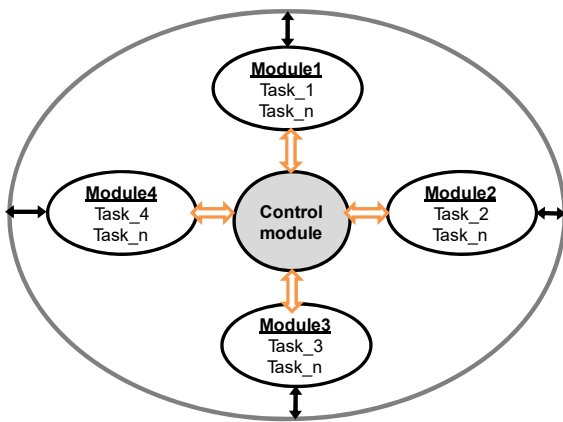 Module1
Task_1
Task_n
Module4
Task_4
Task_n
Control
module
Module2
Task_2
Task_n
Module3
Task_3
Task_n